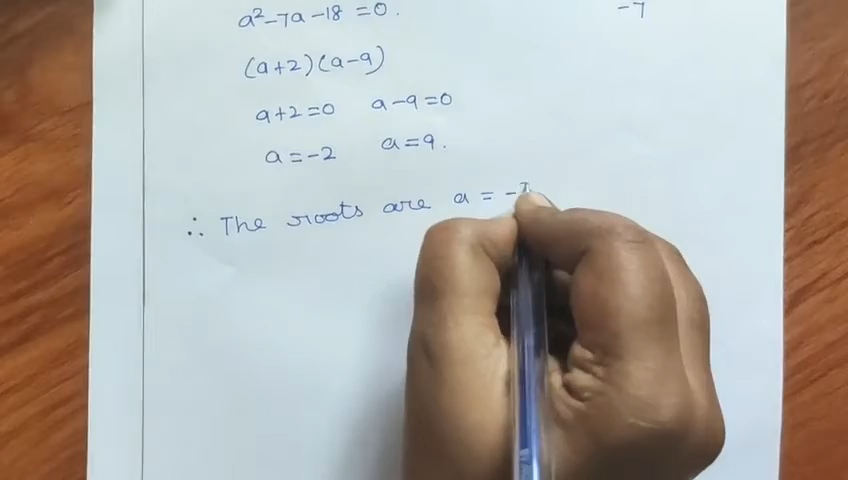 a²-7a-18 = 0.
-7
(a+2)(a-9)
a+2=0 a-9=0
a=-2 a=9.
∴ The roots are a = -